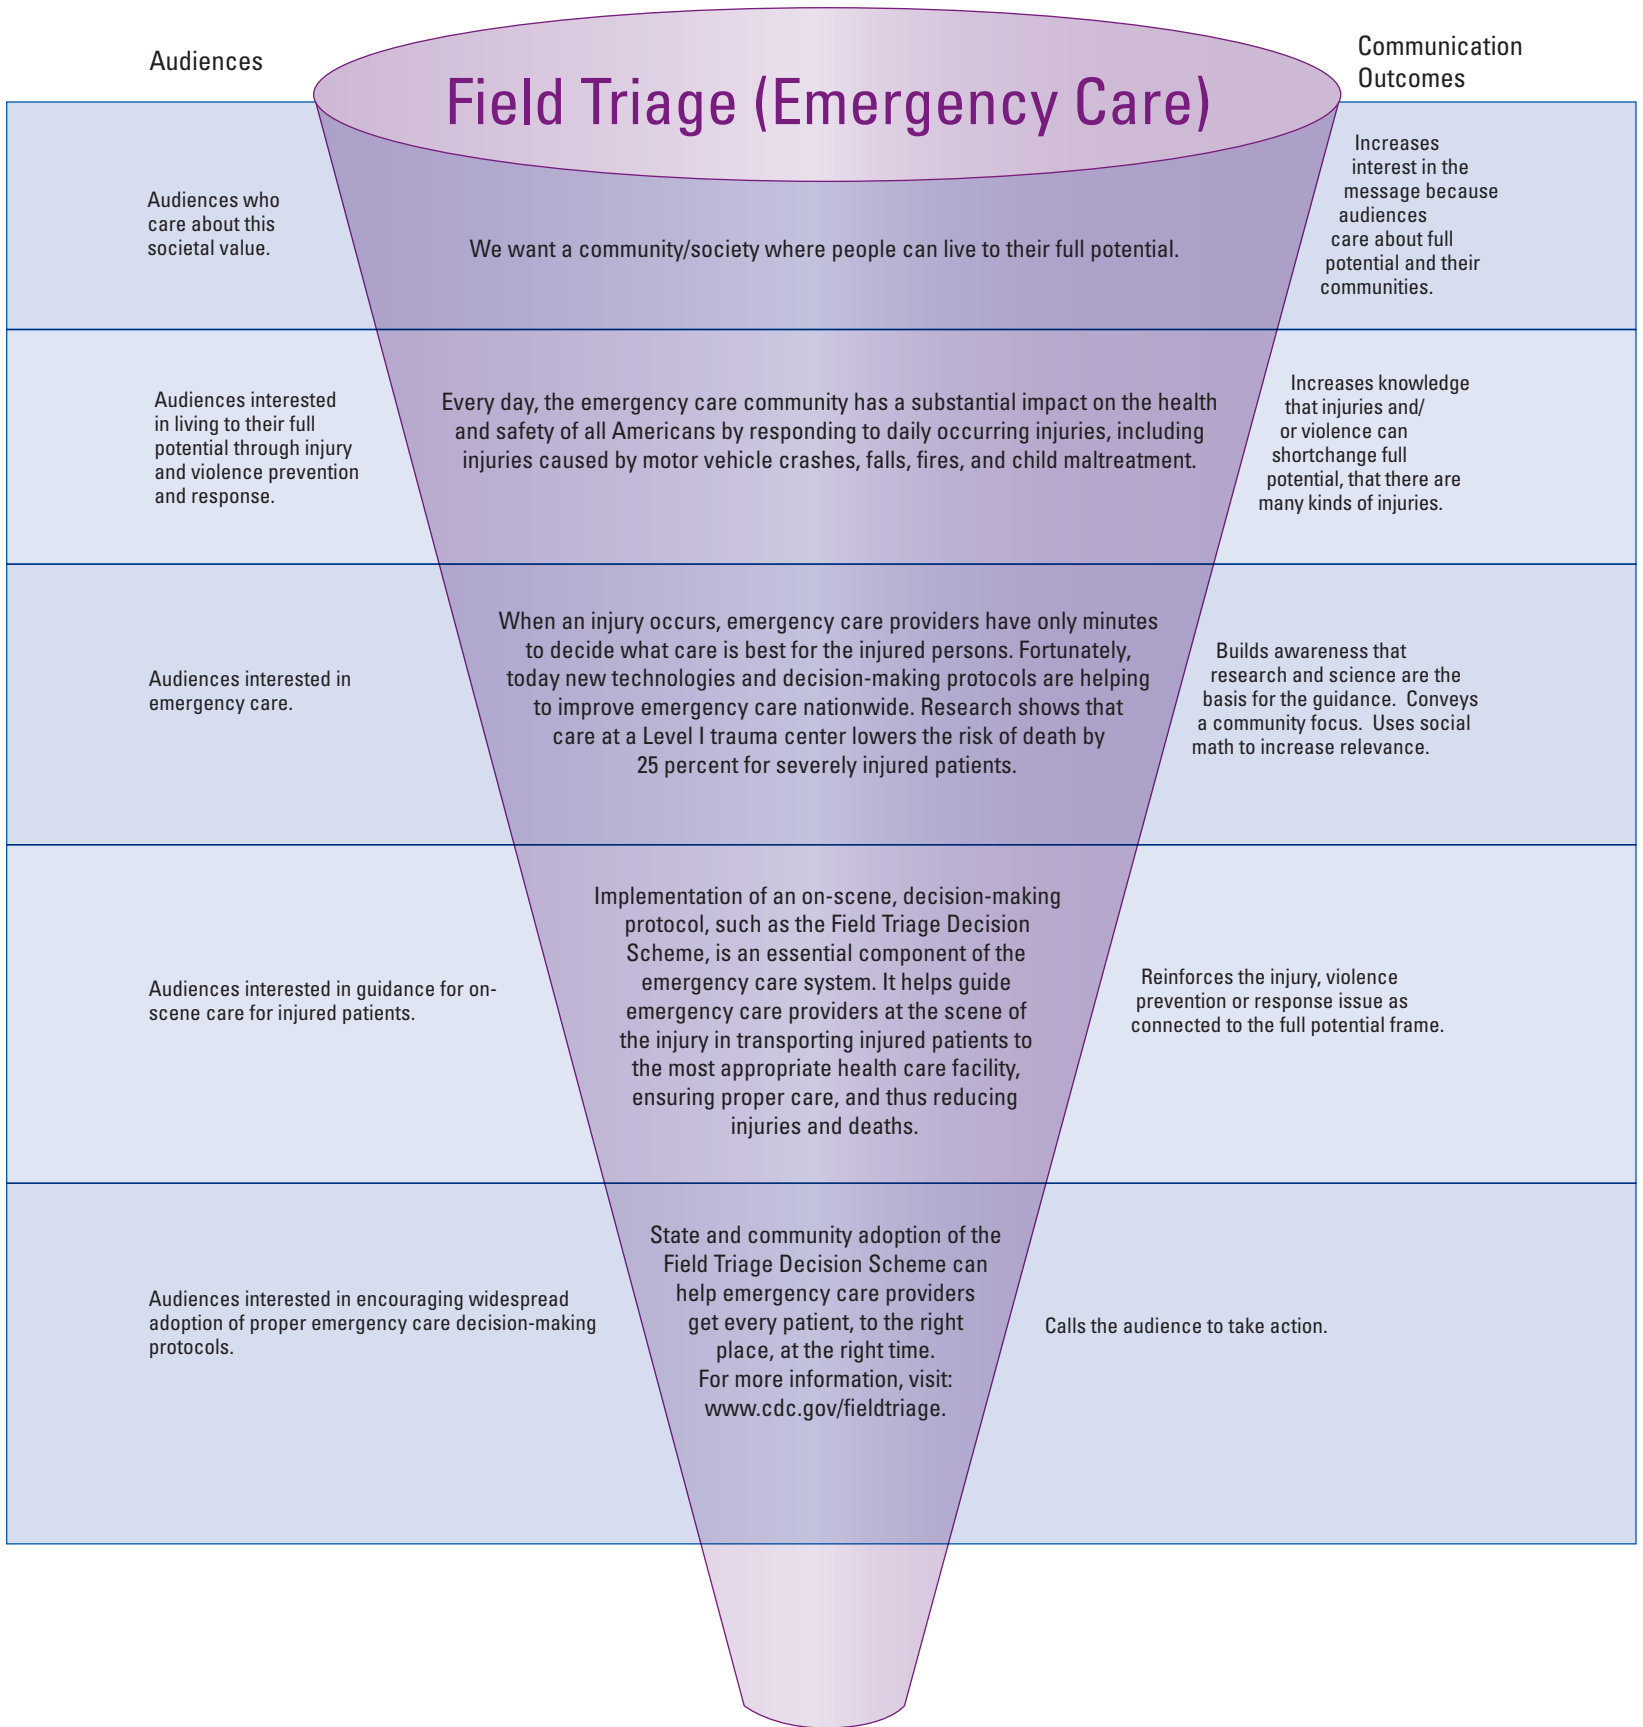 Audiences
Communication
Outcomes
Field Triage (Emergency Care)
Audiences who
care about this
societal value.
We want a community/society where people can live to their full potential.
Increases
interest in the
message because
audiences
care about full
potential and their
communities.
Audiences interested
in living to their full
potential through injury
and violence prevention
and response.
Every day, the emergency care community has a substantial impact on the health
and safety of all Americans by responding to daily occurring injuries, including
injuries caused by motor vehicle crashes, falls, fires, and child maltreatment.
Increases knowledge
that injuries and/
or violence can
shortchange full
potential, that there are
many kinds of injuries.
Audiences interested in
emergency care.
When an injury occurs, emergency care providers have only minutes
to decide what care is best for the injured persons. Fortunately,
today new technologies and decision-making protocols are helping
to improve emergency care nationwide. Research shows that
care at a Level I trauma center lowers the risk of death by
25 percent for severely injured patients.
Builds awareness that
research and science are the
basis for the guidance.  Conveys
a community focus.  Uses social
math to increase relevance.
Audiences interested in guidance for on-
scene care for injured patients.
Implementation of an on-scene, decision-making
protocol, such as the Field Triage Decision
Scheme, is an essential component of the
emergency care system. It helps guide
emergency care providers at the scene of
the injury in transporting injured patients to
the most appropriate health care facility,
ensuring proper care, and thus reducing
injuries and deaths.
Reinforces the injury, violence
prevention or response issue as
connected to the full potential frame.
Audiences interested in encouraging widespread
adoption of proper emergency care decision-making
protocols.
State and community adoption of the
Field Triage Decision Scheme can
help emergency care providers
get every patient, to the right
place, at the right time.
For more information, visit:
www.cdc.gov/fieldtriage.
Calls the audience to take action.